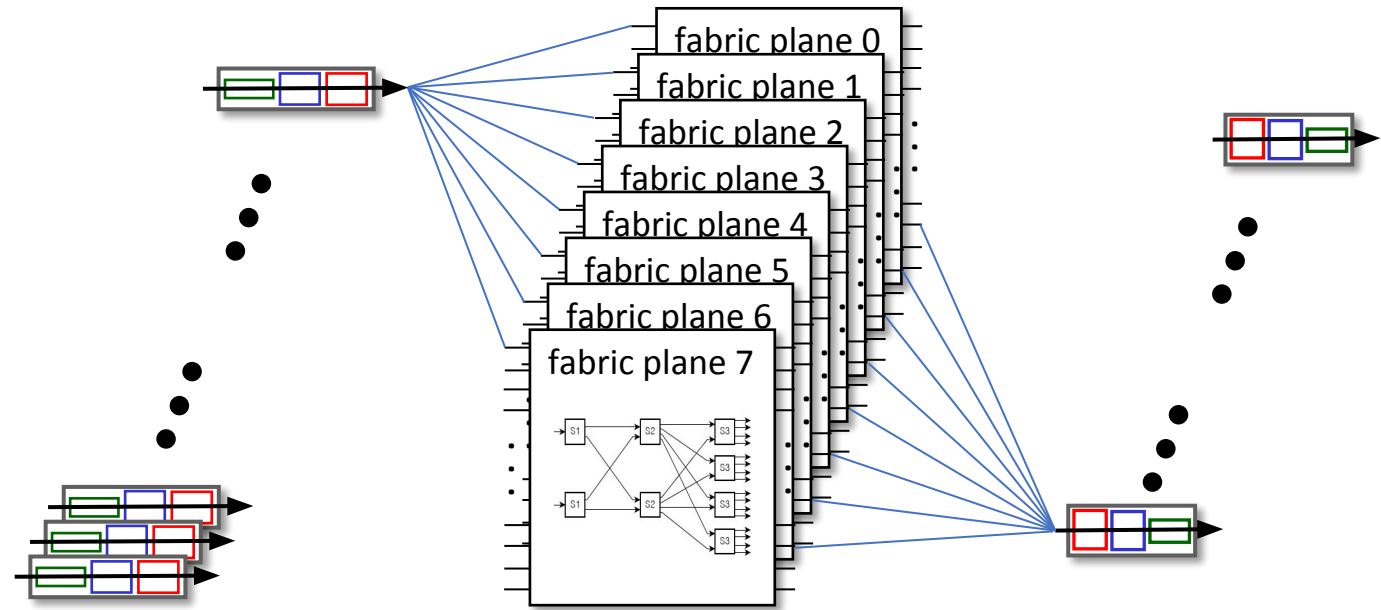 fabric plane 0
fabric plane 1
fabric plane 2
fabric plane 3
fabric plane 4
fabric plane 5
fabric plane 6
fabric plane 7
S1
S2
S3
S3
S1
S2
S3
S3